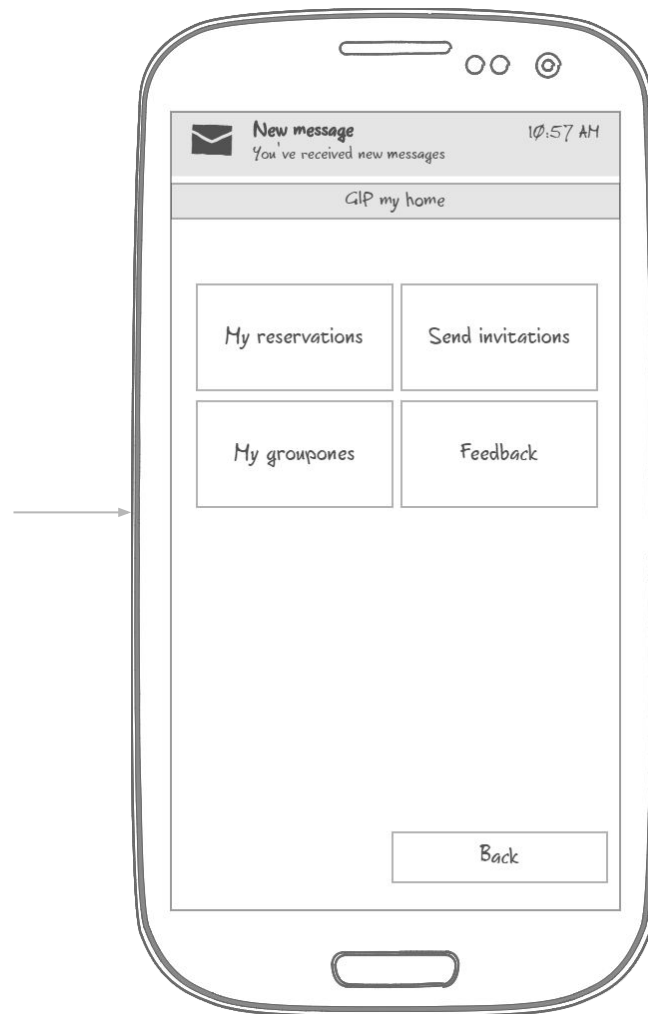 New message
10:57 AM
You've received new messages
GIP my home
My reservations
Send invitations
My groupones
Feedback
Back